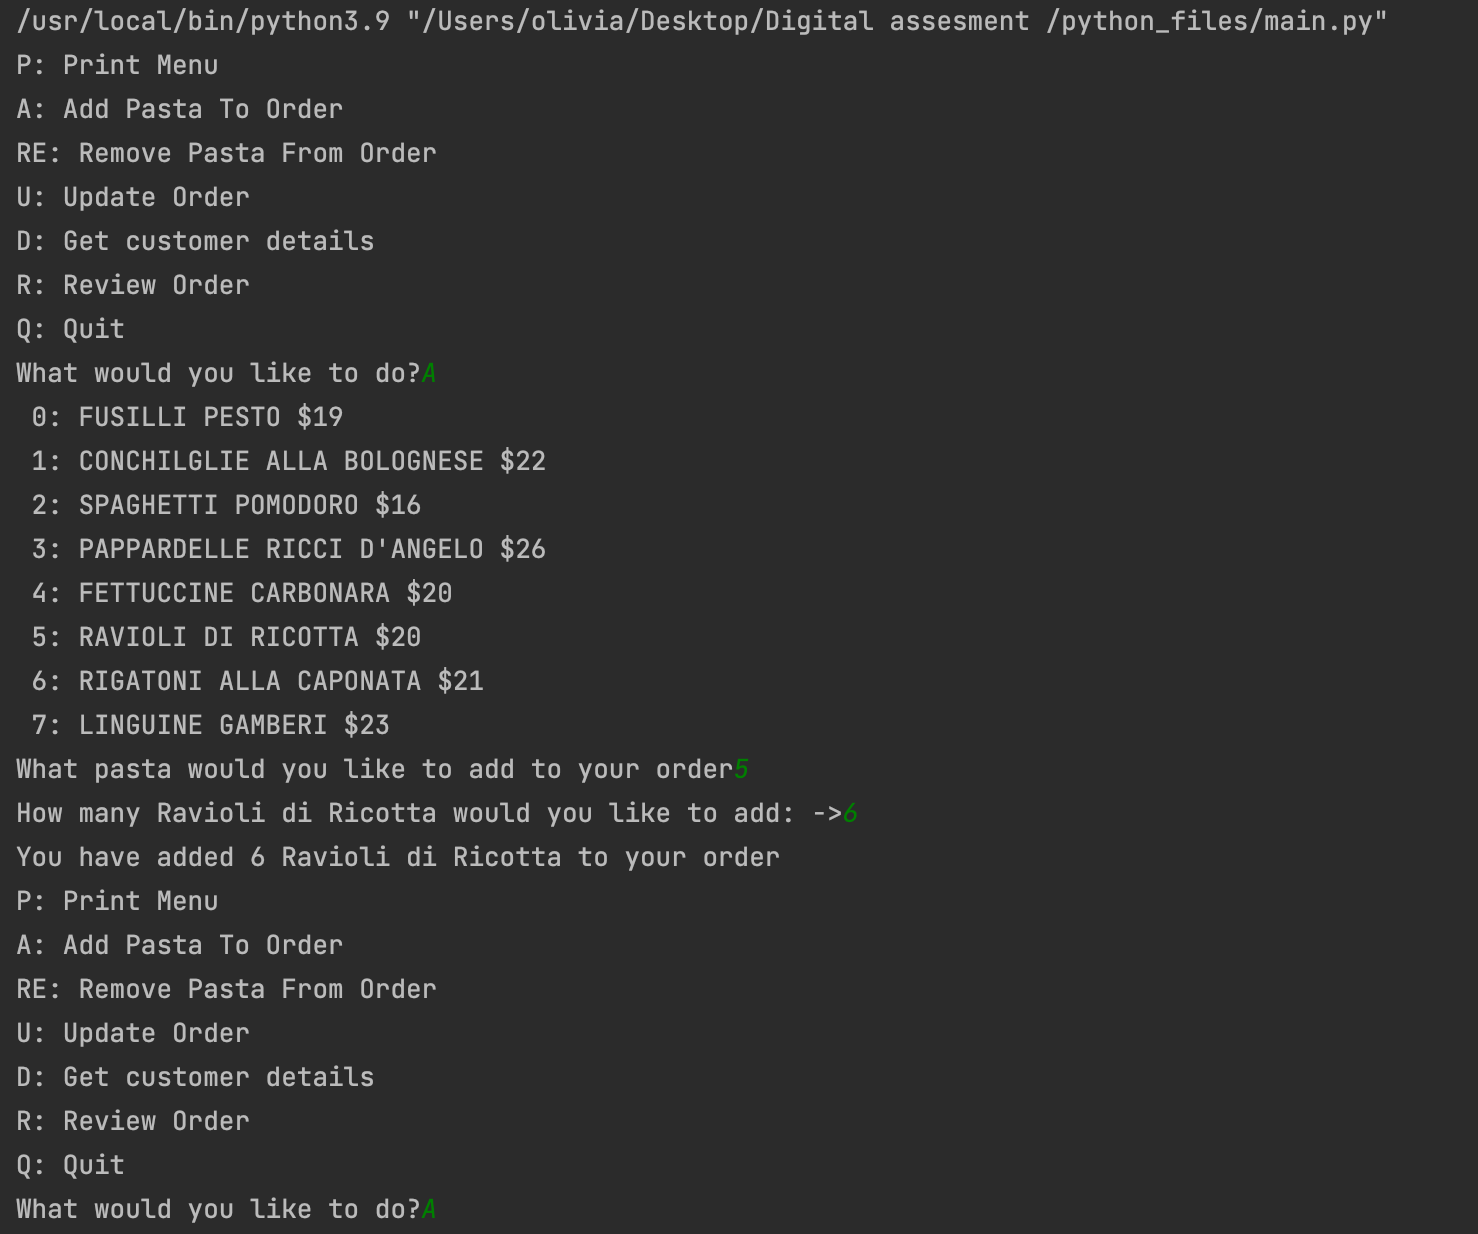 /usr/local/bin/python3.9 "/Users/olivia/Desktop/Digital assesment /python_files/main.py"
P: Print Menu
A: Add Pasta To Order
RE: Remove Pasta From Order
U: Update Order
D: Get customer details
R: Review Order
Q: Quit
What would you like to do?A
 0: FUSILLI PESTO $19
 1: CONCHILGLIE ALLA BOLOGNESE $22
 2: SPAGHETTI POMODORO $16
 3: PAPPARDELLE RICCI D'ANGELO $26
 4: FETTUCCINE CARBONARA $20
 5: RAVIOLI DI RICOTTA $20
 6: RIGATONI ALLA CAPONATA $21
 7: LINGUINE GAMBERI $23
What pasta would you like to add to your order5
How many Ravioli di Ricotta would you like to add: ->6
You have added 6 Ravioli di Ricotta to your order
P: Print Menu
A: Add Pasta To Order
RE: Remove Pasta From Order
U: Update Order
D: Get customer details
R: Review Order
Q: Quit
What would you like to do?A